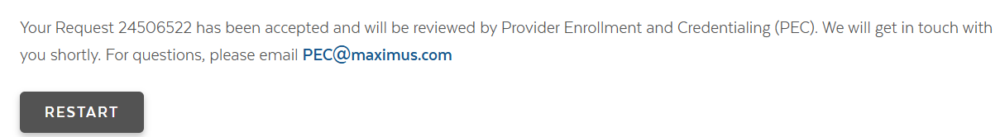 Your Request 24506522 has been accepted and will be reviewed by Provider Enrollment and Credentialing (PEC). We will get in touch with
you shortly. For questions, please email PEC@maximus.com
RESTART